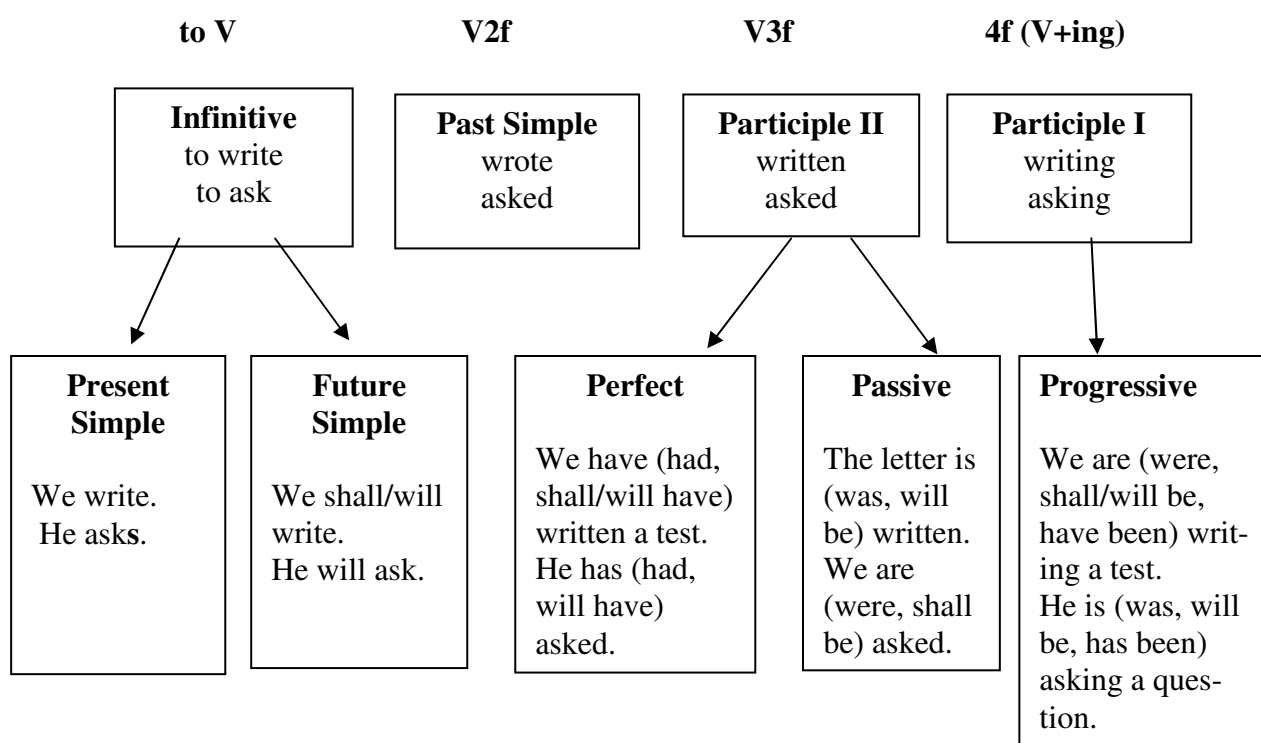 to V
V2f
V3f
4f (V+ing)
Infinitive
to write
to ask
Past Simple
wrote
asked
Participle II
written
asked
Participle I
writing
asking
Present
Simple
We write.
He asks.
Future
Simple
We shall/will
write.
He will ask.
Perfect
We have (had,
shall/will have)
written a test.
He has (had,
will have)
asked.
Passive
The letter is
(was, will
be) written.
We are
(were, shall
be) asked.
Progressive
We are (were,
shall/will be,
have been) writ-
ing a test.
He is (was, will
be, has been)
asking a ques-
tion.